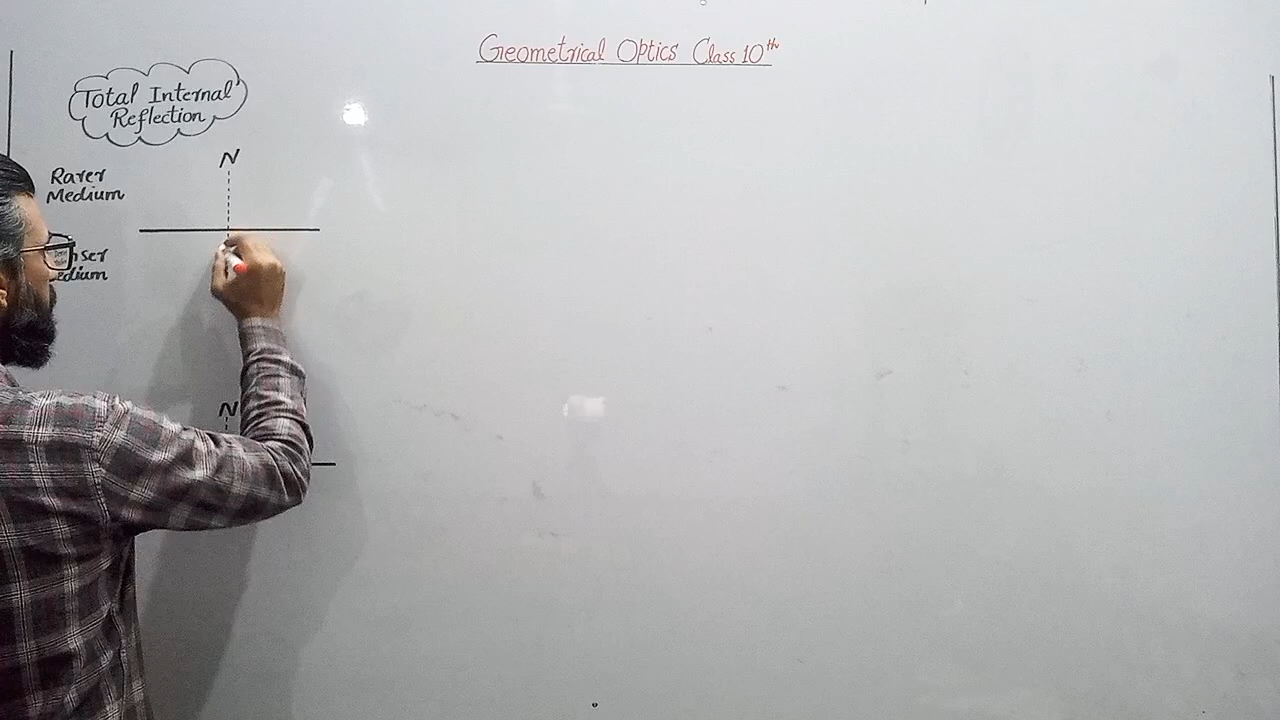 Geometrical Optics Class 10th
Total Internal
Reflection
N
Rarer
Medium
N